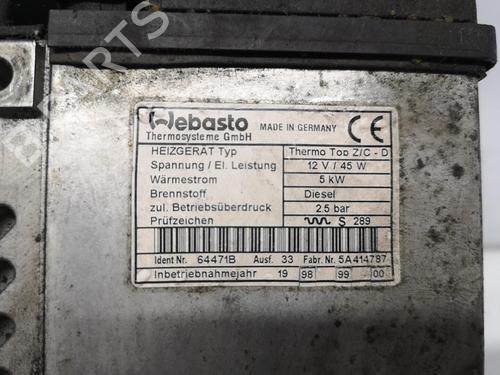 Webasto
Thermosysteme GmbH
MADE IN GERMANY
CE
HEIZGERÄT Typ Thermo Top Z/C - D
Spannung / El. Leistung 12 V / 45 W
Wärmestrom 5 kW
Brennstoff Diesel
zul. Betriebsüberdruck 2.5 bar
Prüfzeichen S 289
Ident Nr. 64471B Ausf. 33 Fabr. Nr. 5A414787
Inbetriebnahmejahr 19 98 99 00